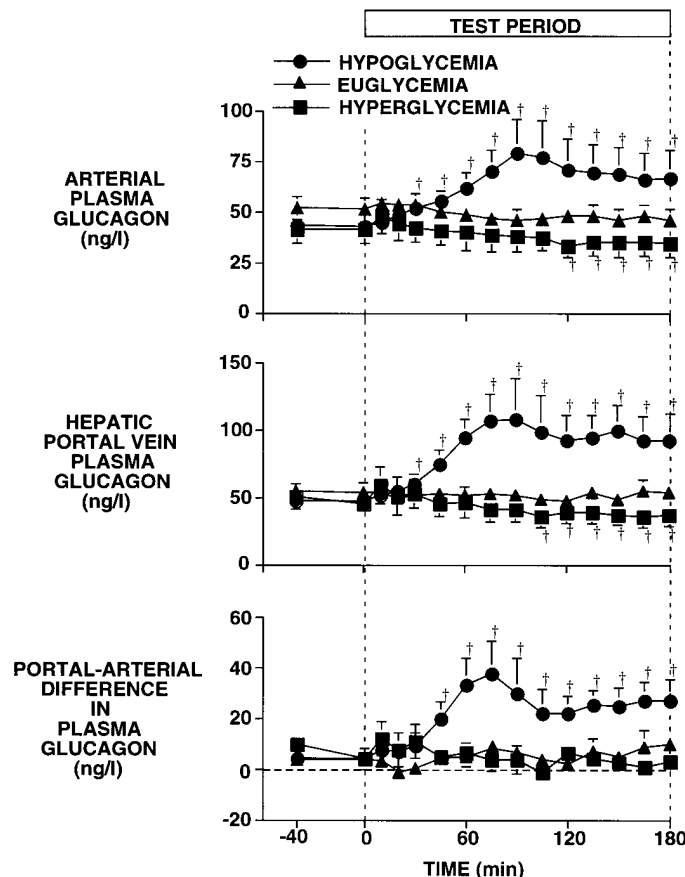 TEST PERIOD
HYPOGLYCEMIA
EUGLYCEMIA
HYPERGLYCEMIA
ARTERIAL
PLASMA
GLUCAGON
(ng/l)
100
75
50
25
0
† † † † † † † † † †
† † † † †
HEPATIC
PORTAL VEIN
PLASMA
GLUCAGON
(ng/l)
150
100
50
0
† † † † † † † † † † †
† † † † † †
PORTAL-ARTERIAL
DIFFERENCE
IN
PLASMA
GLUCAGON
(ng/l)
60
40
20
0
-20
† † † † † † † † † †
-40 0 60 120 180
TIME (min)